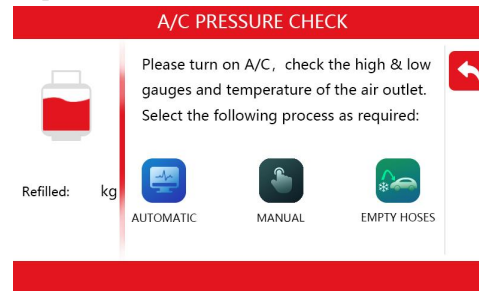 A/C PRESSURE CHECK
Please turn on A/C, check the high & low
gauges and temperature of the air outlet.
Select the following process as required:
Refilled: kg
AUTOMATIC
MANUAL
EMPTY HOSES